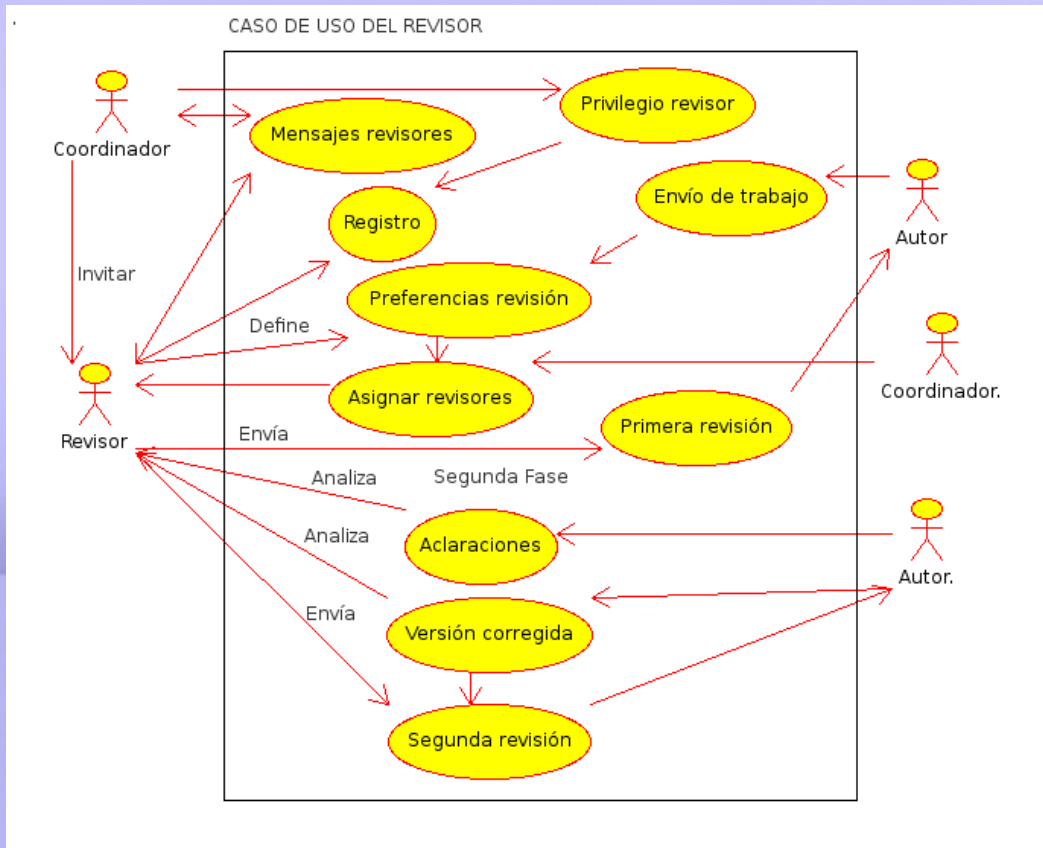 CASO DE USO DEL REVISOR
Privilegio revisor
Mensajes revisores
Coordinador
Envío de trabajo
Registro
Autor
Invitar
Preferencias revisión
Define
Coordinador.
Asignar revisores
Primera revisión
Revisor
Envía
Analiza
Segunda Fase
Analiza
Aclaraciones
Autor.
Envía
Versión corregida
Segunda revisión